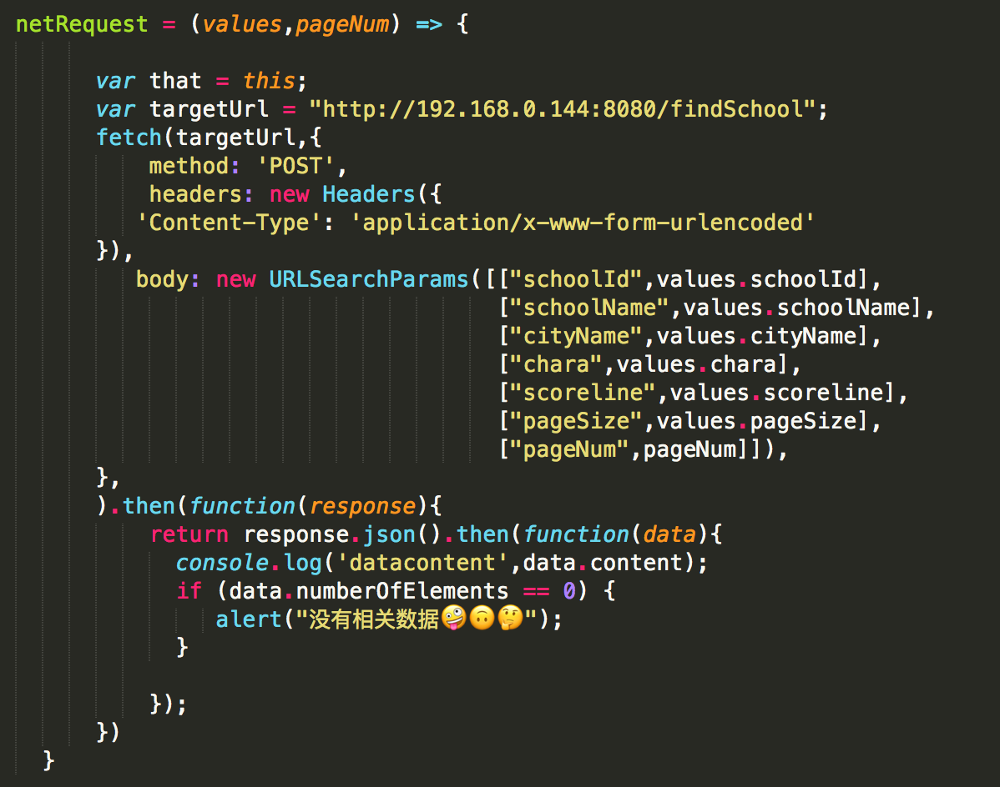 netRequest = (values,pageNum) => {
var that = this;
var targetUrl = "http://192.168.0.144:8080/findSchool";
fetch(targetUrl,{
method: 'POST',
headers: new Headers({
'Content-Type': 'application/x-www-form-urlencoded'
}),
body: new URLSearchParams([["schoolId",values.schoolId],
["schoolName",values.schoolName],
["cityName",values.cityName],
["chara",values.chara],
["scoreline",values.scoreline],
["pageSize",values.pageSize],
["pageNum",pageNum]]),
},
).then(function(response){
return response.json().then(function(data){
console.log('datacontent',data.content);
if (data.numberOfElements == 0) {
alert("没有相关数据🤪🙃🤔");
}
});
})
}